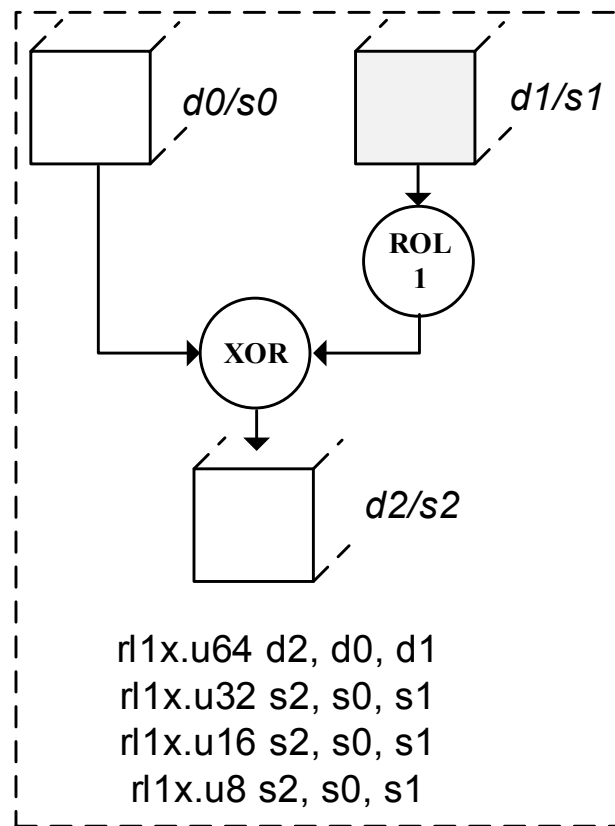 d0/s0
d1/s1
ROL
1
XOR
d2/s2
rl1x.u64 d2, d0, d1
rl1x.u32 s2, s0, s1
rl1x.u16 s2, s0, s1
rl1x.u8 s2, s0, s1